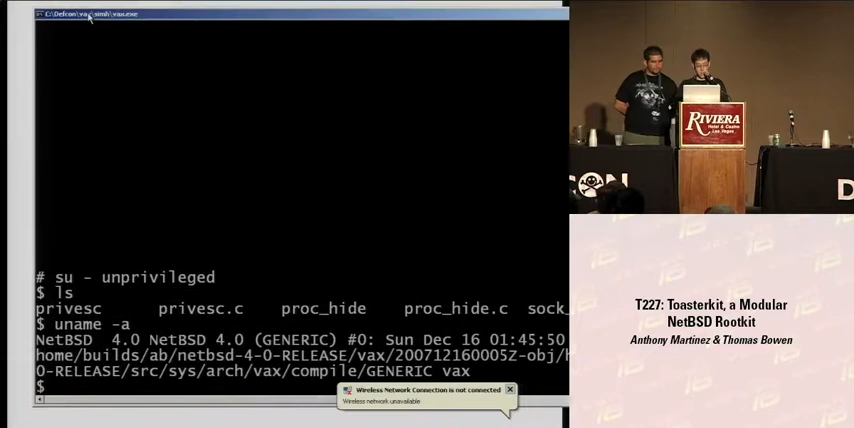 C:\Defcon\vax\simh\vax.exe
# su - unprivileged
$ ls
privesc privesc.c proc_hide proc_hide.c sock_
$ uname -a
NetBSD 4.0 NetBSD 4.0 (GENERIC) #0: Sun Dec 16 01:45:50
home/builds/ab/netbsd-4-0-RELEASE/vax/200712160005Z-obj/h
0-RELEASE/src/sys/arch/vax/compile/GENERIC vax
$
Wireless Network Connection is not connected
Wireless network unavailable
RIVIERA
Hotel & Casino
Las Vegas
CON
D
T227: Toasterkit, a Modular
NetBSD Rootkit
Anthony Martinez & Thomas Bowen